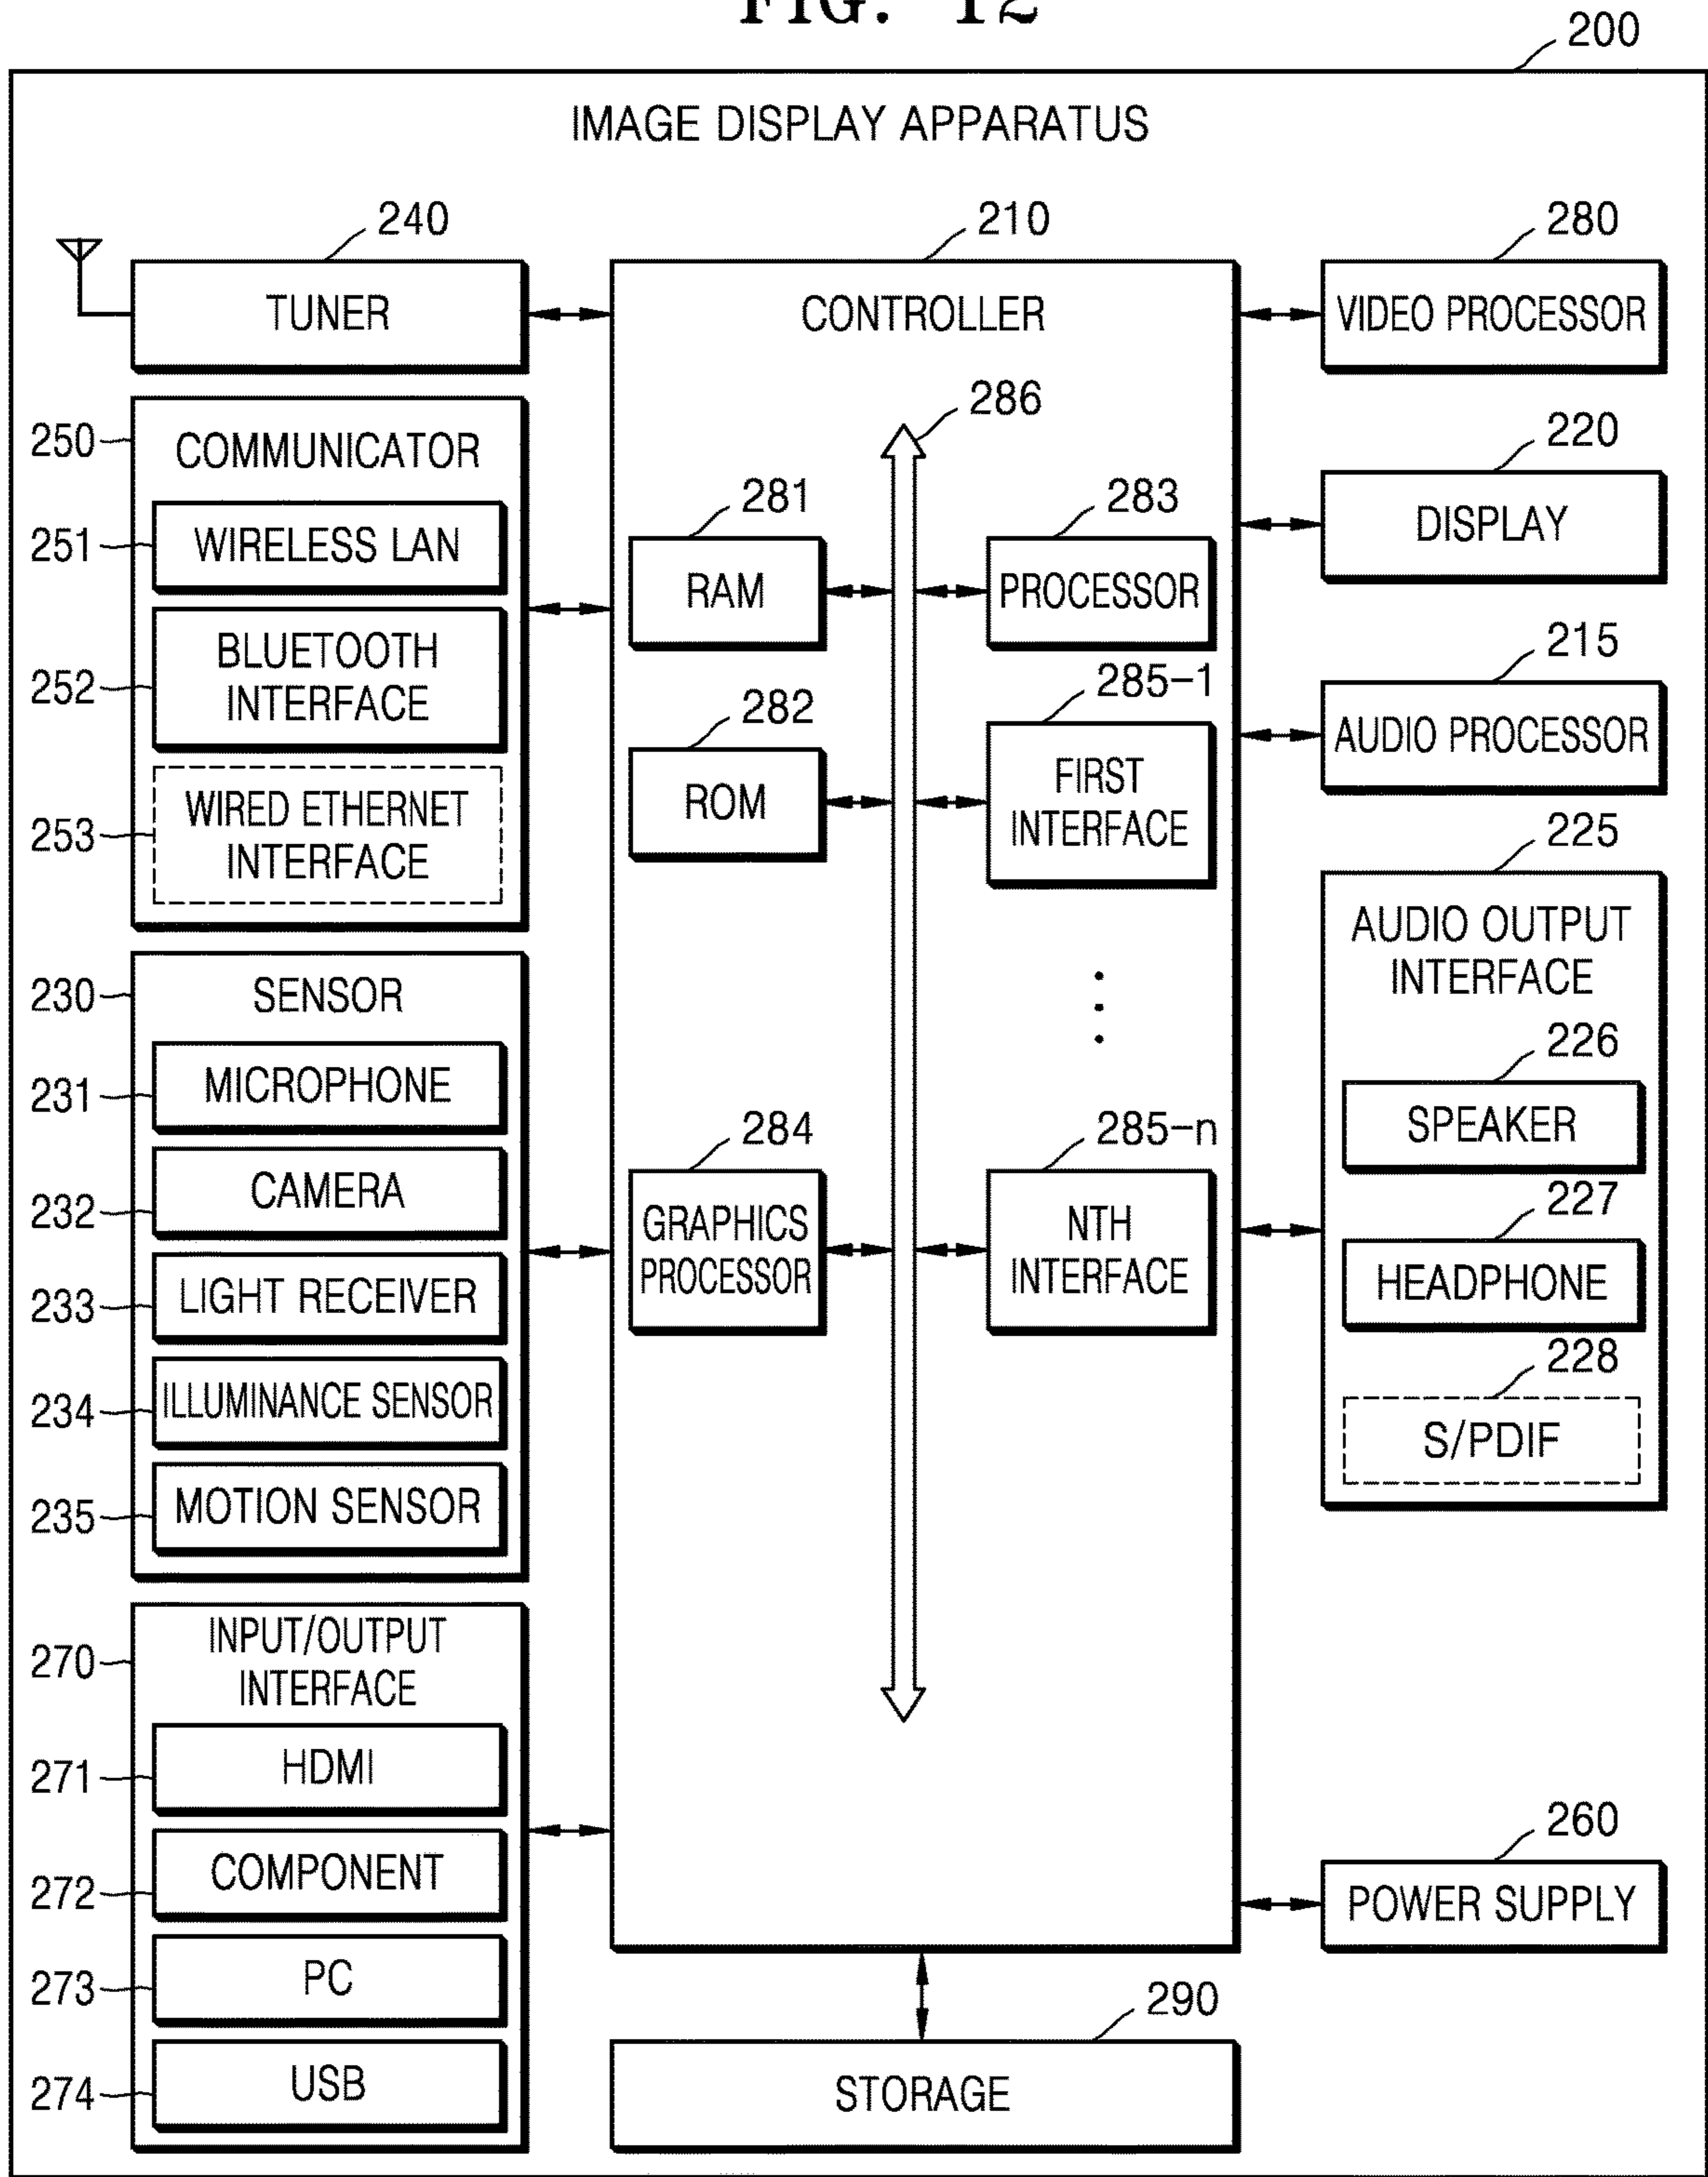 FIG. 12
200
IMAGE DISPLAY APPARATUS
240
TUNER
250
COMMUNICATOR
251
WIRELESS LAN
252
BLUETOOTH
INTERFACE
253
WIRED ETHERNET
INTERFACE
230
SENSOR
231
MICROPHONE
232
CAMERA
233
LIGHT RECEIVER
234
ILLUMINANCE SENSOR
235
MOTION SENSOR
270
INPUT/OUTPUT
INTERFACE
271
HDMI
272
COMPONENT
273
PC
274
USB
210
CONTROLLER
286
281
RAM
283
PROCESSOR
282
ROM
285-1
FIRST
INTERFACE
284
GRAPHICS
PROCESSOR
285-n
NTH
INTERFACE
290
STORAGE
280
VIDEO PROCESSOR
220
DISPLAY
215
AUDIO PROCESSOR
225
AUDIO OUTPUT
INTERFACE
226
SPEAKER
227
HEADPHONE
228
S/PDIF
260
POWER SUPPLY